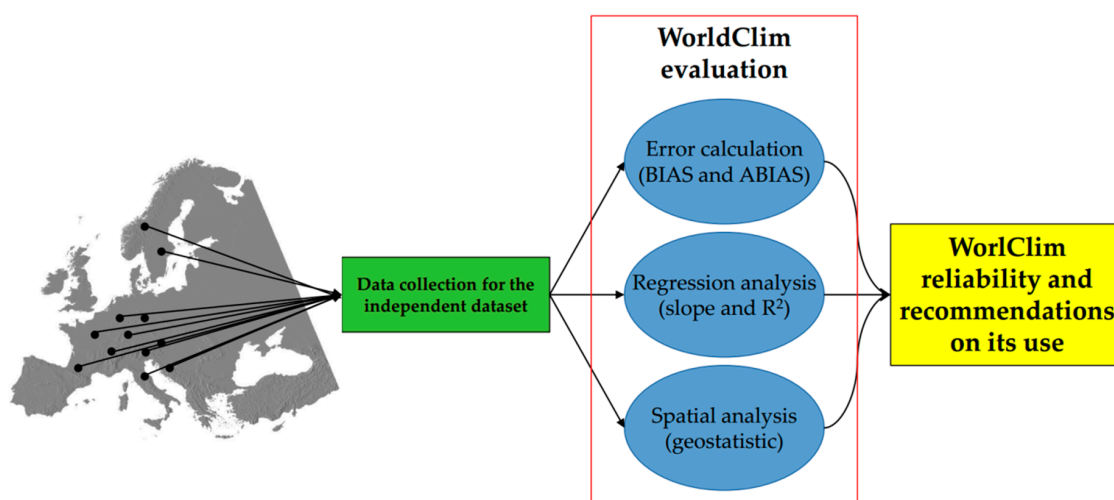 WorldClim
evaluation
Error calculation
(BIAS and ABIAS)
Data collection for the
independent dataset
Regression analysis
(slope and R²)
WorlClim
reliability and
recommendations
on its use
Spatial analysis
(geostatistic)